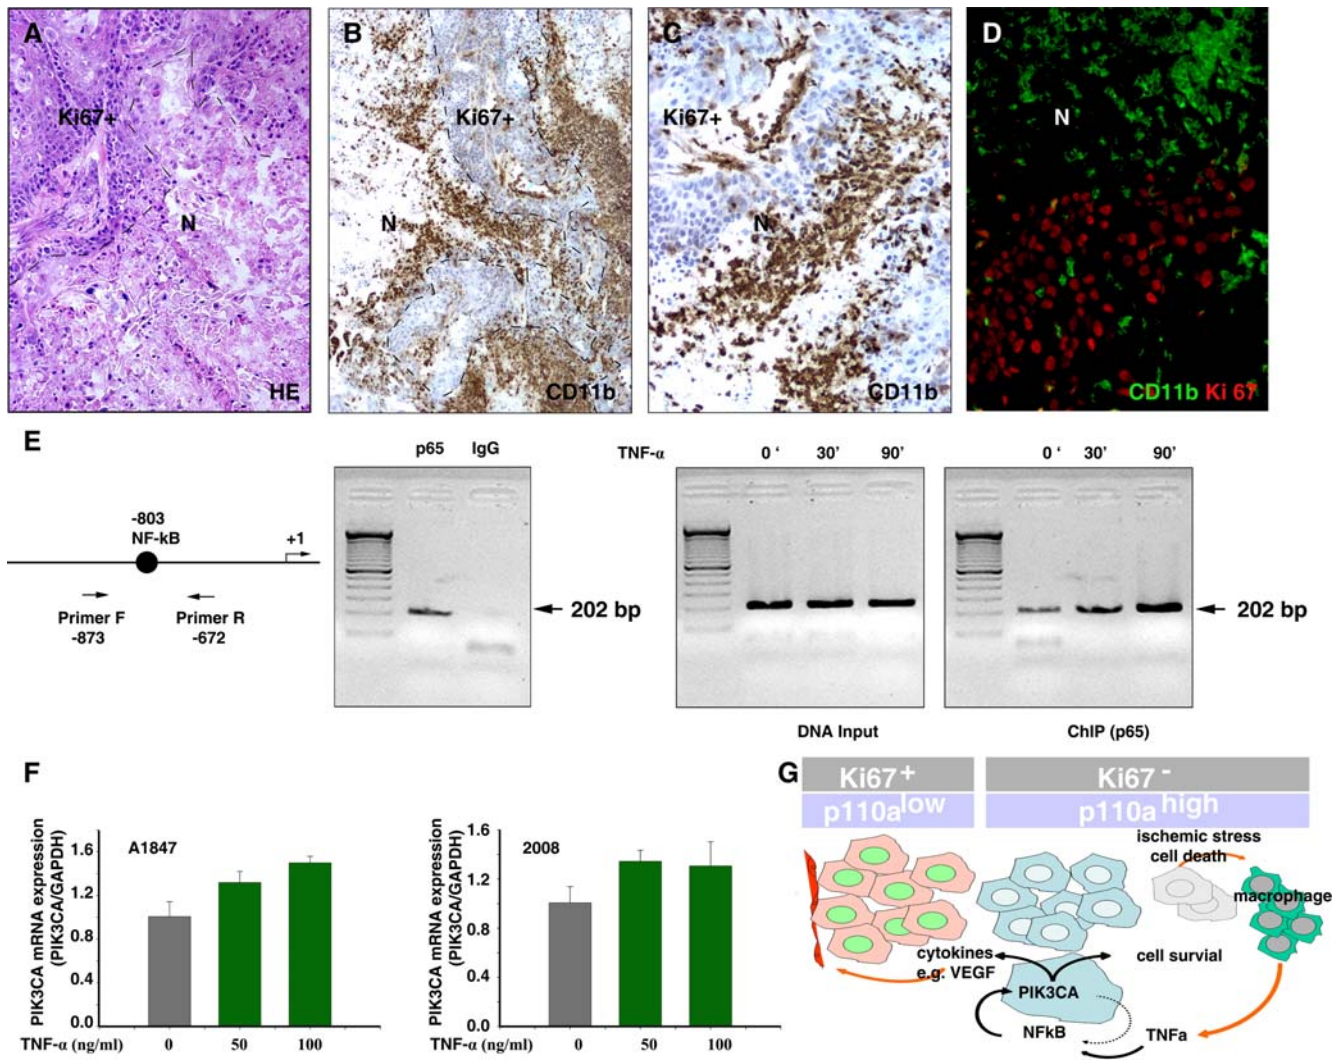 A
Ki67+
N
HE
B
Ki67+
N
CD11b
C
Ki67+
N
CD11b
D
N
CD11b Ki 67
E
-803
NF-kB
+1
Primer F
-873
Primer R
-672
p65 IgG
202 bp
TNF-α 0 ‘ 30’ 90’
DNA Input
0 ‘ 30’ 90’
202 bp
ChIP (p65)
F
PIK3CA mRNA expression
(PIK3CA/GAPDH)
A1847
1.6
1.2
0.8
0.4
0.0
TNF-α (ng/ml) 0 50 100
PIK3CA mRNA expression
(PIK3CA/GAPDH)
2008
1.6
1.2
0.8
0.4
0.0
TNF-α (ng/ml) 0 50 100
G
Ki67+
p110alow
Ki67-
p110ahigh
ischemic stress
cell death
macrophage
cytokines
e.g. VEGF
cell survial
PIK3CA
NFkB
TNFa